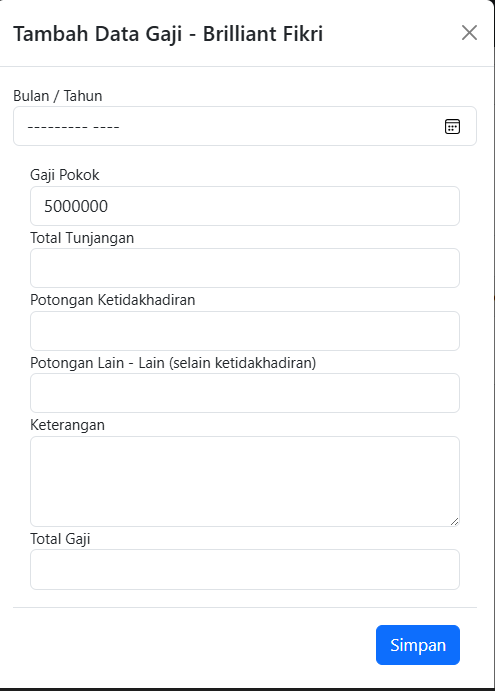 Tambah Data Gaji - Brilliant Fikri
Bulan / Tahun
--------- ----
Gaji Pokok
5000000
Total Tunjangan
Potongan Ketidakhadiran
Potongan Lain - Lain (selain ketidakhadiran)
Keterangan
Total Gaji
Simpan